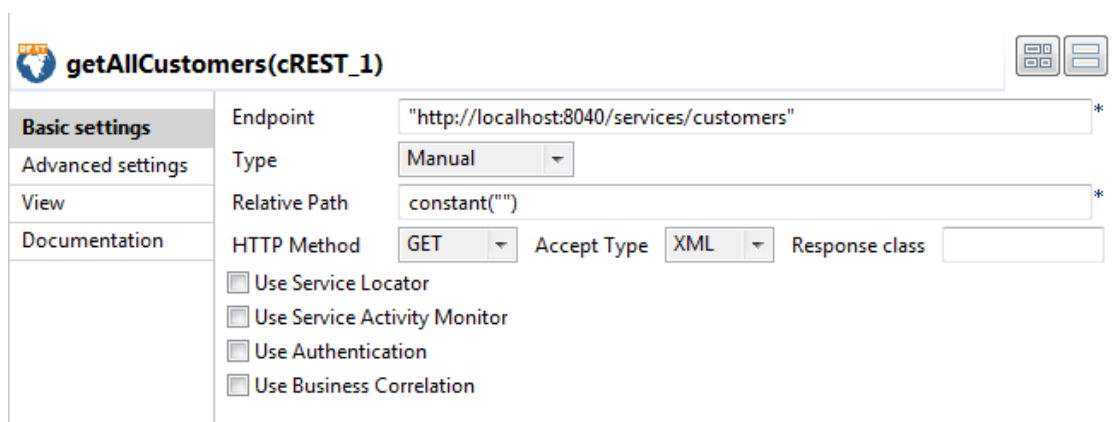 REST
getAllCustomers(cREST_1)
Basic settings
Advanced settings
View
Documentation
Endpoint "http://localhost:8040/services/customers" *
Type Manual
Relative Path constant("") *
HTTP Method GET Accept Type XML Response class
Use Service Locator
Use Service Activity Monitor
Use Authentication
Use Business Correlation